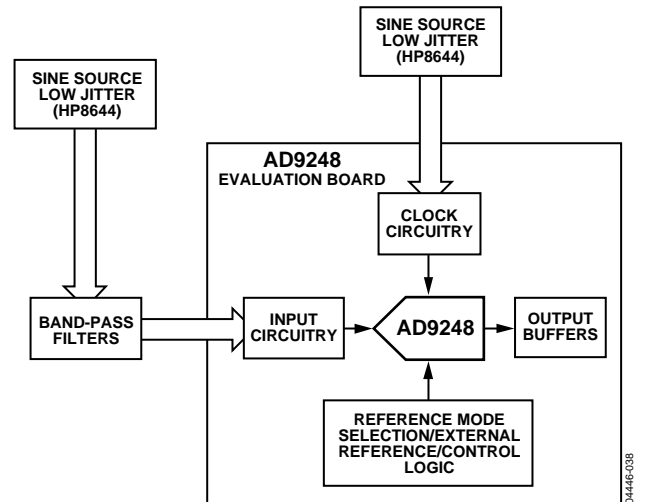 SINE SOURCE
LOW JITTER
(HP8644)
SINE SOURCE
LOW JITTER
(HP8644)
AD9248
EVALUATION BOARD
CLOCK
CIRCUITRY
BAND-PASS
FILTERS
INPUT
CIRCUITRY
AD9248
OUTPUT
BUFFERS
REFERENCE MODE
SELECTION/EXTERNAL
REFERENCE/CONTROL
LOGIC
04446-038